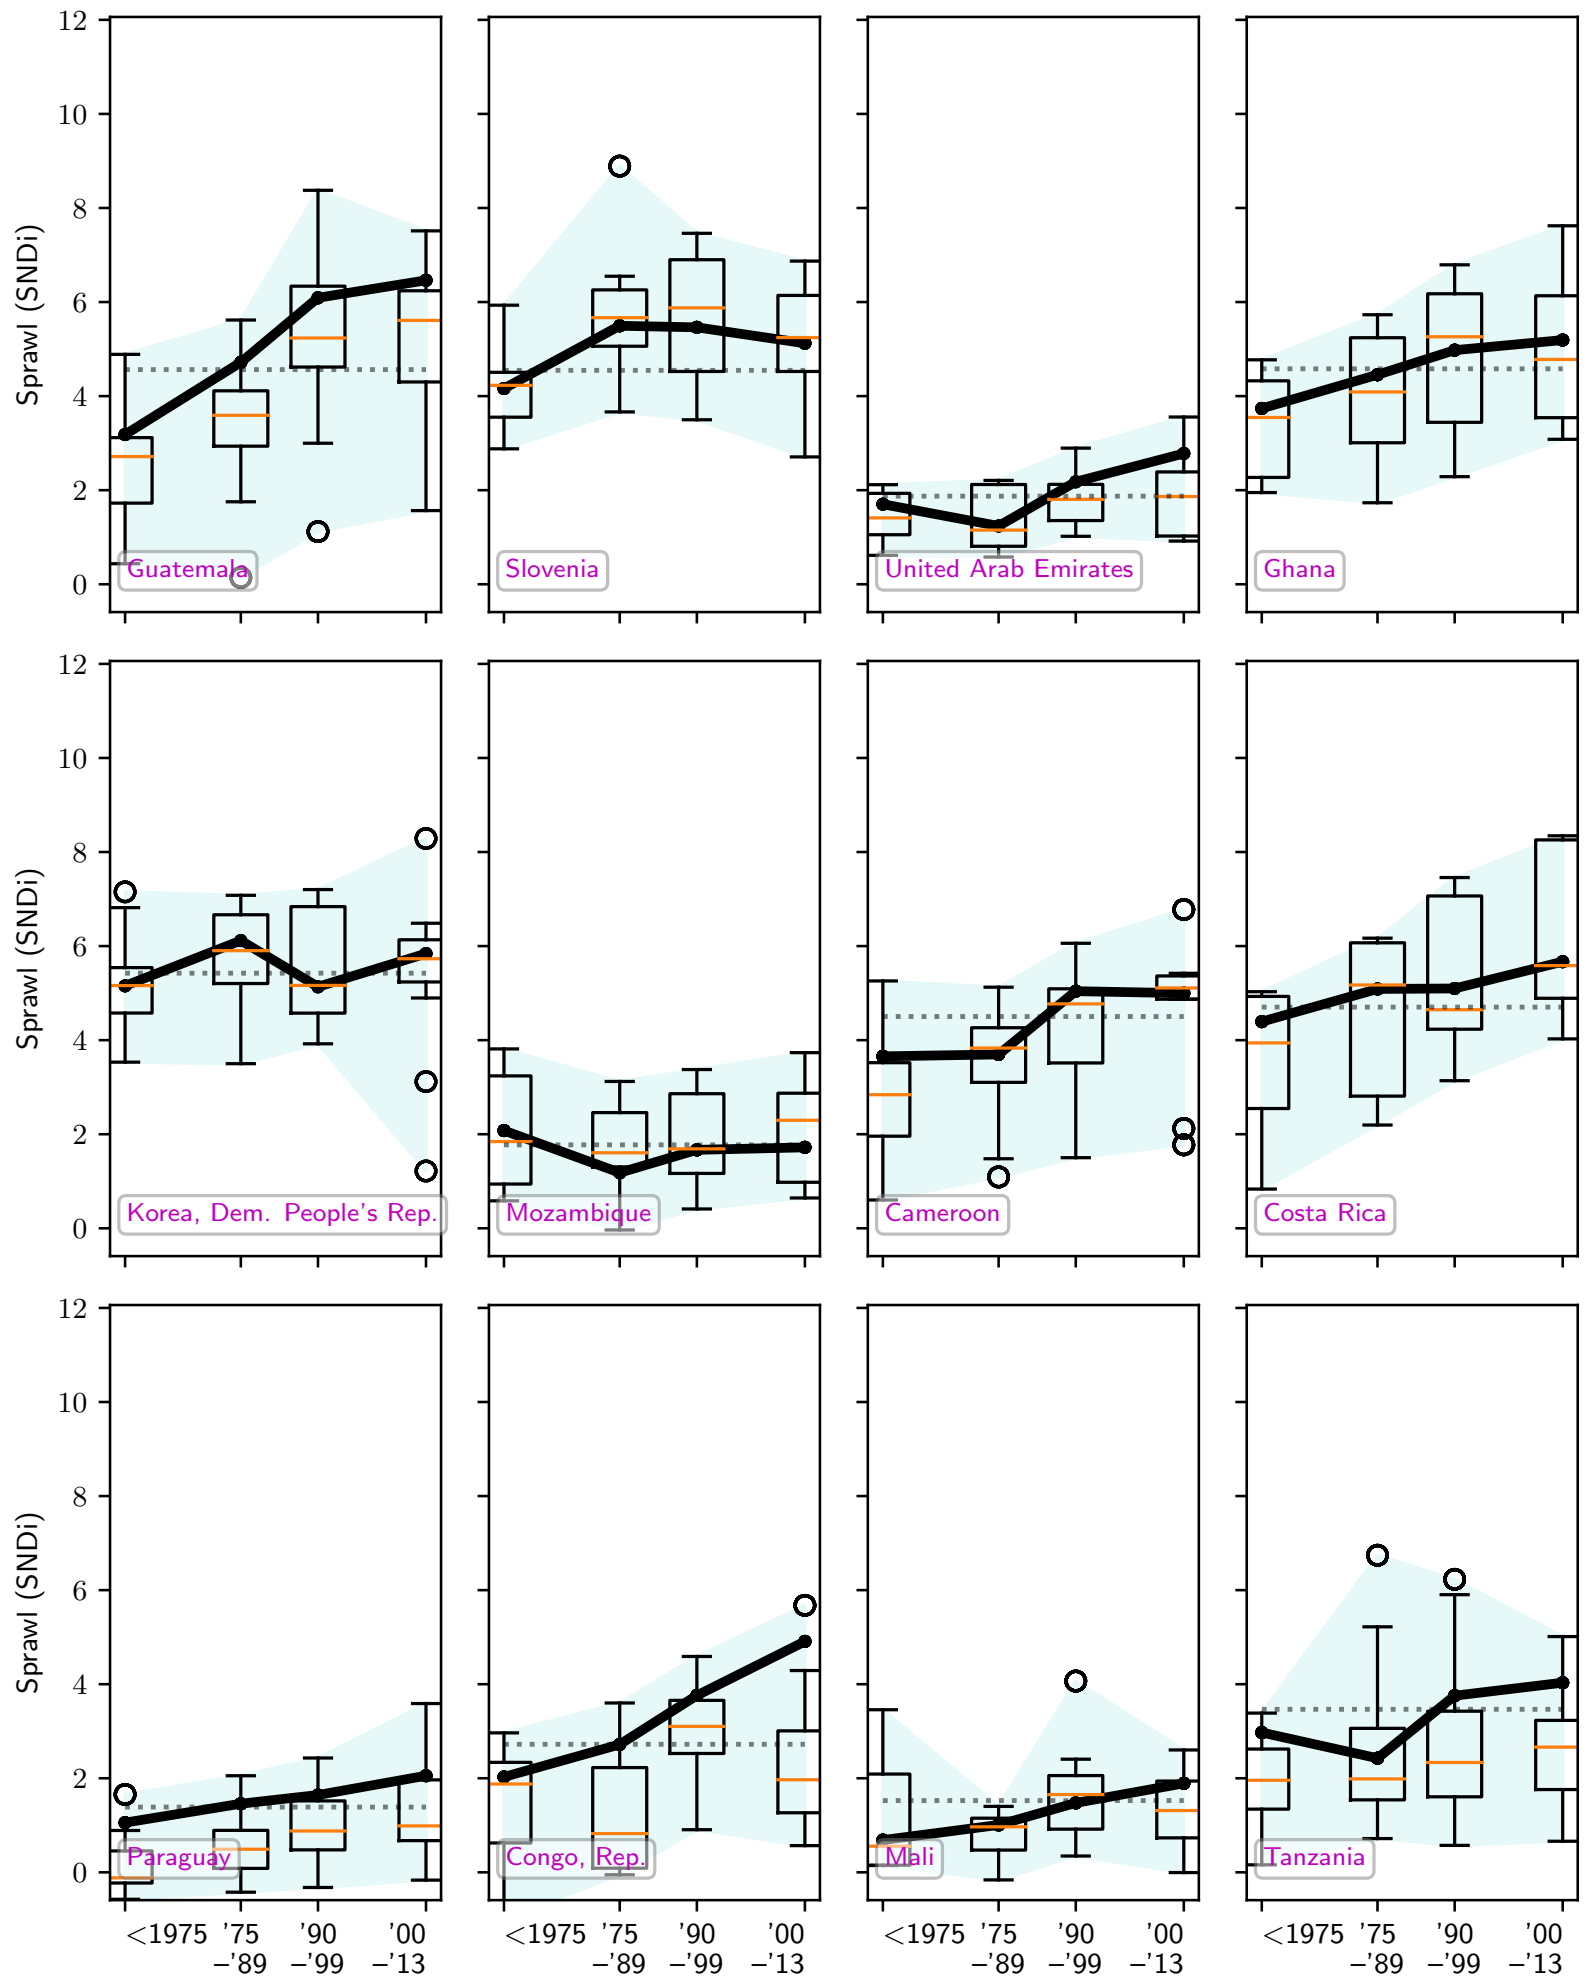 12
10
8
6
4
2
0
Sprawl (SNDi)
Guatemala
Slovenia
United Arab Emirates
Ghana
12
10
8
6
4
2
0
Sprawl (SNDi)
Korea, Dem. People's Rep.
Mozambique
Cameroon
Costa Rica
12
10
8
6
4
2
0
Sprawl (SNDi)
Paraguay
Congo, Rep.
Mali
Tanzania
<1975 '75 '90 '00
–'89 –'99 –'13
<1975 '75 '90 '00
–'89 –'99 –'13
<1975 '75 '90 '00
–'89 –'99 –'13
<1975 '75 '90 '00
–'89 –'99 –'13